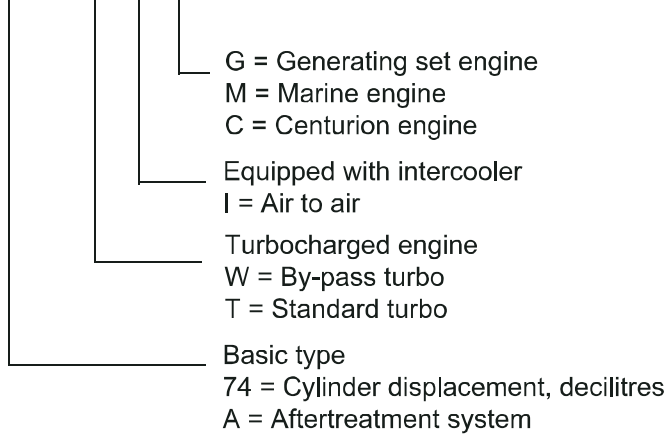 G = Generating set engine
M = Marine engine
C = Centurion engine
Equipped with intercooler
I = Air to air
Turbocharged engine
W = By-pass turbo
T = Standard turbo
Basic type
74 = Cylinder displacement, decilitres
A = Aftertreatment system